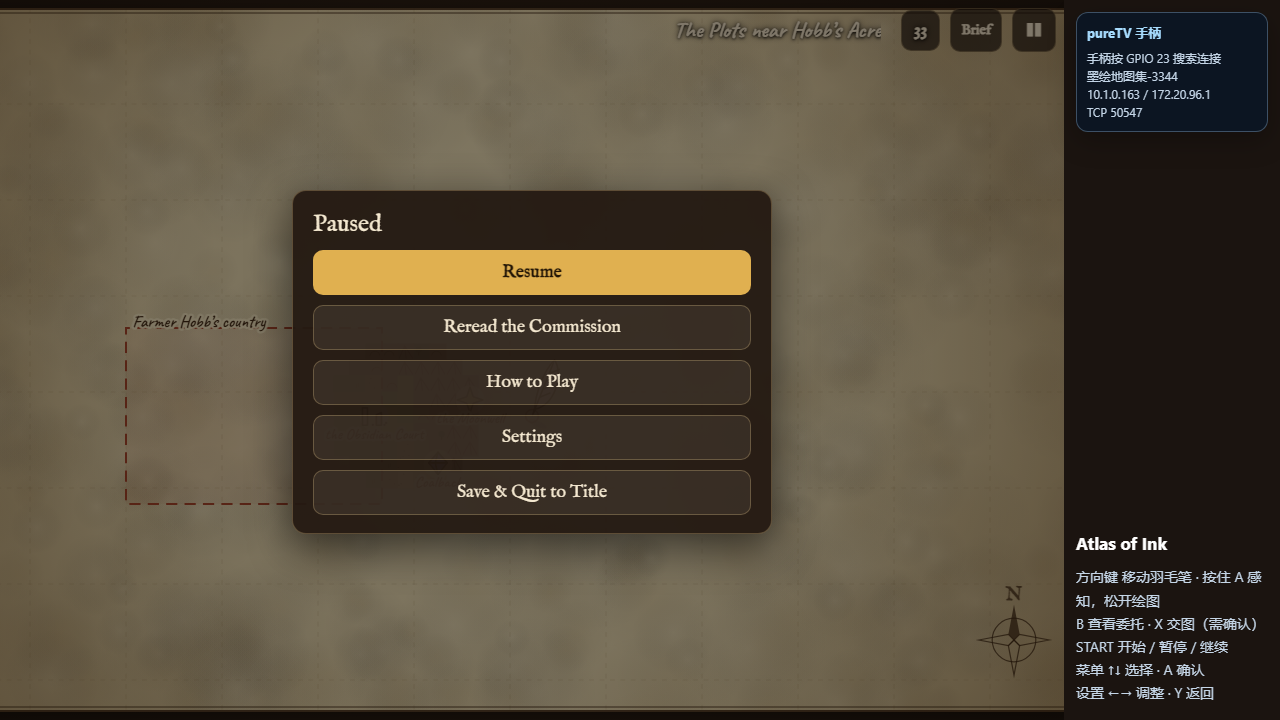 The Plots near Hobb's Acre
33
Brief
Paused
Resume
Reread the Commission
How to Play
Settings
Save & Quit to Title
Farmer Hobb's country
N
pureTV 手柄
手柄按 GPIO 23 搜索连接
墨绘地图集-3344
10.1.0.163 / 172.20.96.1
TCP 50547
Atlas of Ink
方向键 移动羽毛笔 · 按住 A 感
知，松开绘图
B 查看委托 · X 交图（需确认）
START 开始 / 暂停 / 继续
菜单 ↑↓ 选择 · A 确认
设置 ←→ 调整 · Y 返回